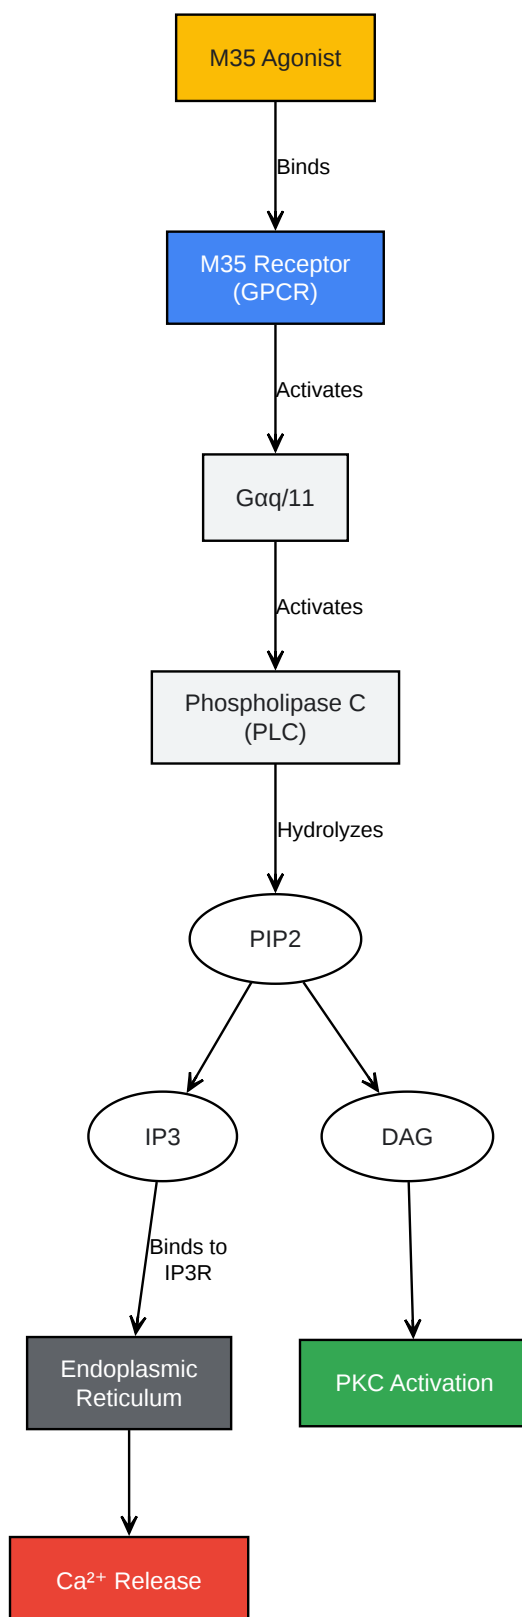 M35 Agonist
Binds
M35 Receptor
(GPCR)
Activates
Gαq/11
Activates
Phospholipase C
(PLC)
Hydrolyzes
PIP2
IP3
DAG
Binds to
IP3R
Endoplasmic
Reticulum
PKC Activation
Ca²⁺ Release